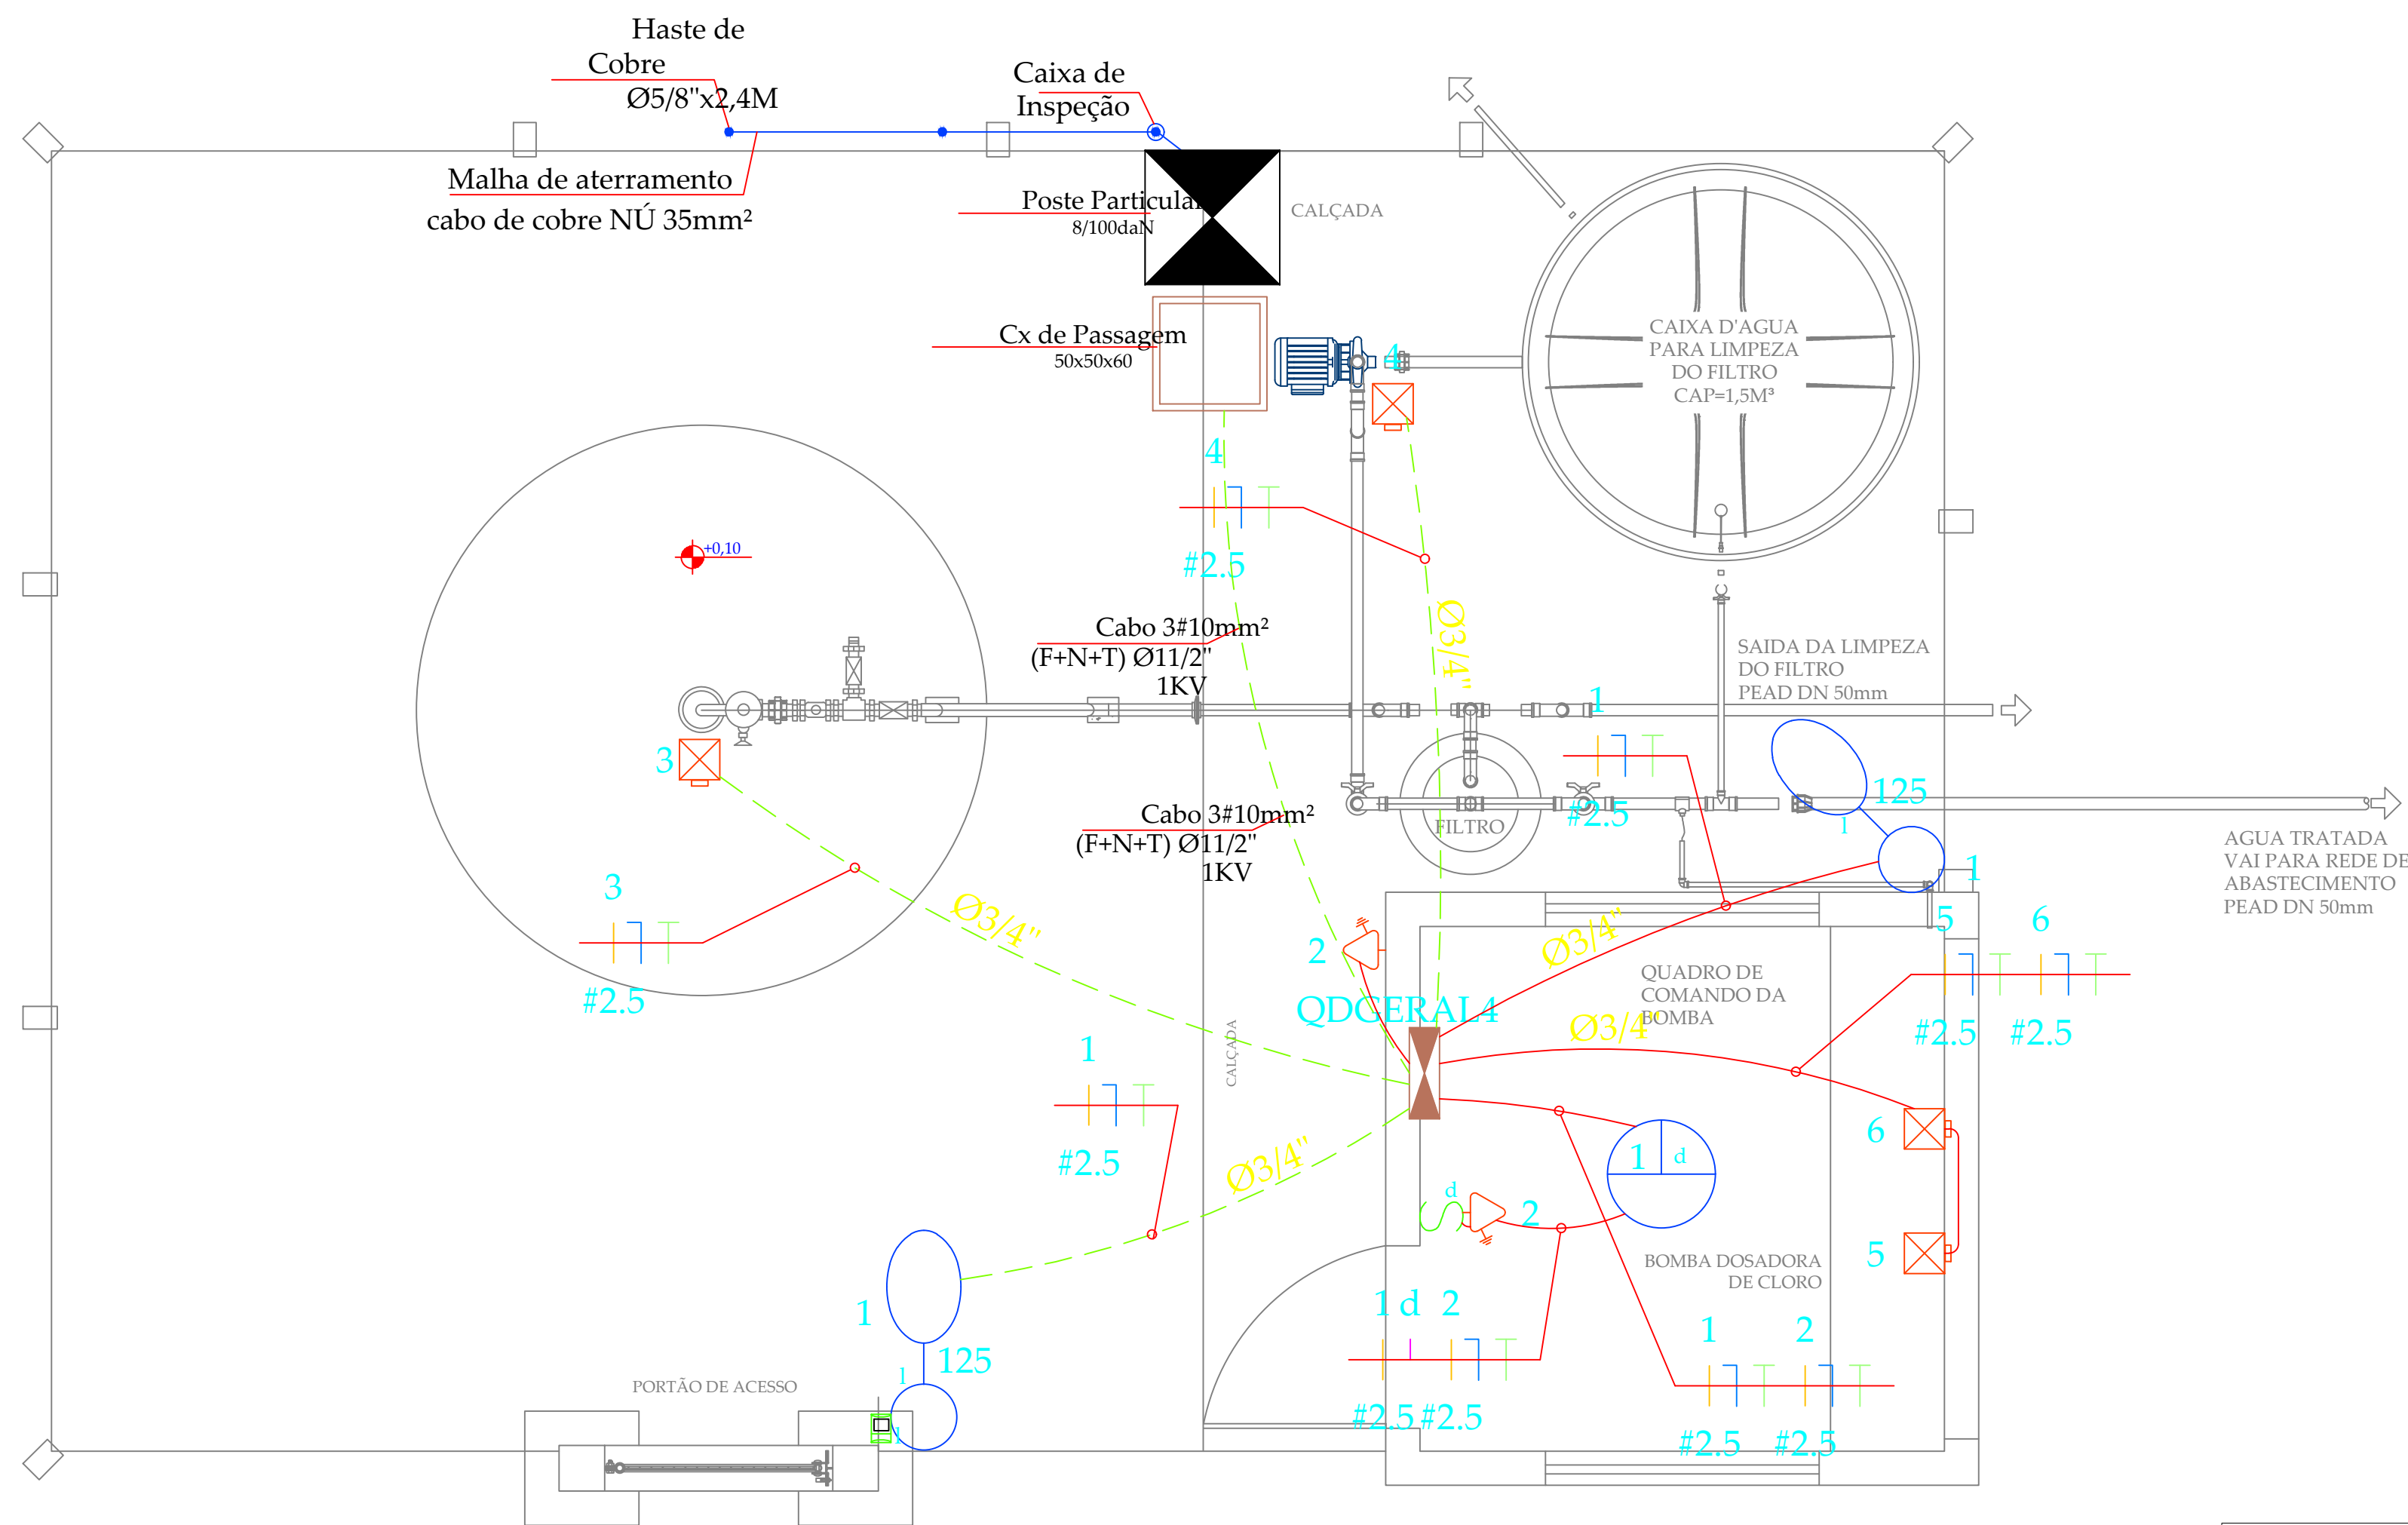 Haste de
Cobre
Ø5/8"x2,4M
Caixa de
Inspeção
Malha de aterramento
cabo de cobre NÚ 35mm²
Poste Particular
8/100daN
CALÇADA
Cx de Passagem
50x50x60
4
CAIXA D'AGUA
PARA LIMPEZA
DO FILTRO
CAP=1,5M³
4
#2.5
+0,10
Cabo 3#10mm²
(F+N+T) Ø11/2"
1KV
Ø3/4"
SAIDA DA LIMPEZA
DO FILTRO
PEAD DN 50mm
1
#2.5
3
125
l
1
Cabo 3#10mm²
(F+N+T) Ø11/2"
1KV
FILTRO
AGUA TRATADA
VAI PARA REDE DE
ABASTECIMENTO
PEAD DN 50mm
3
#2.5
Ø3/4"
2
Ø3/4"
5 6
#2.5 #2.5
QUADRO DE
COMANDO DA
BOMBA
QDGERAL4
Ø3/4"
CALÇADA
1
#2.5
Ø3/4"
6
1 d
d
2
5
BOMBA DOSADORA
DE CLORO
1
125
l
l
PORTÃO DE ACESSO
1 d 2
#2.5 #2.5
1 2
#2.5 #2.5